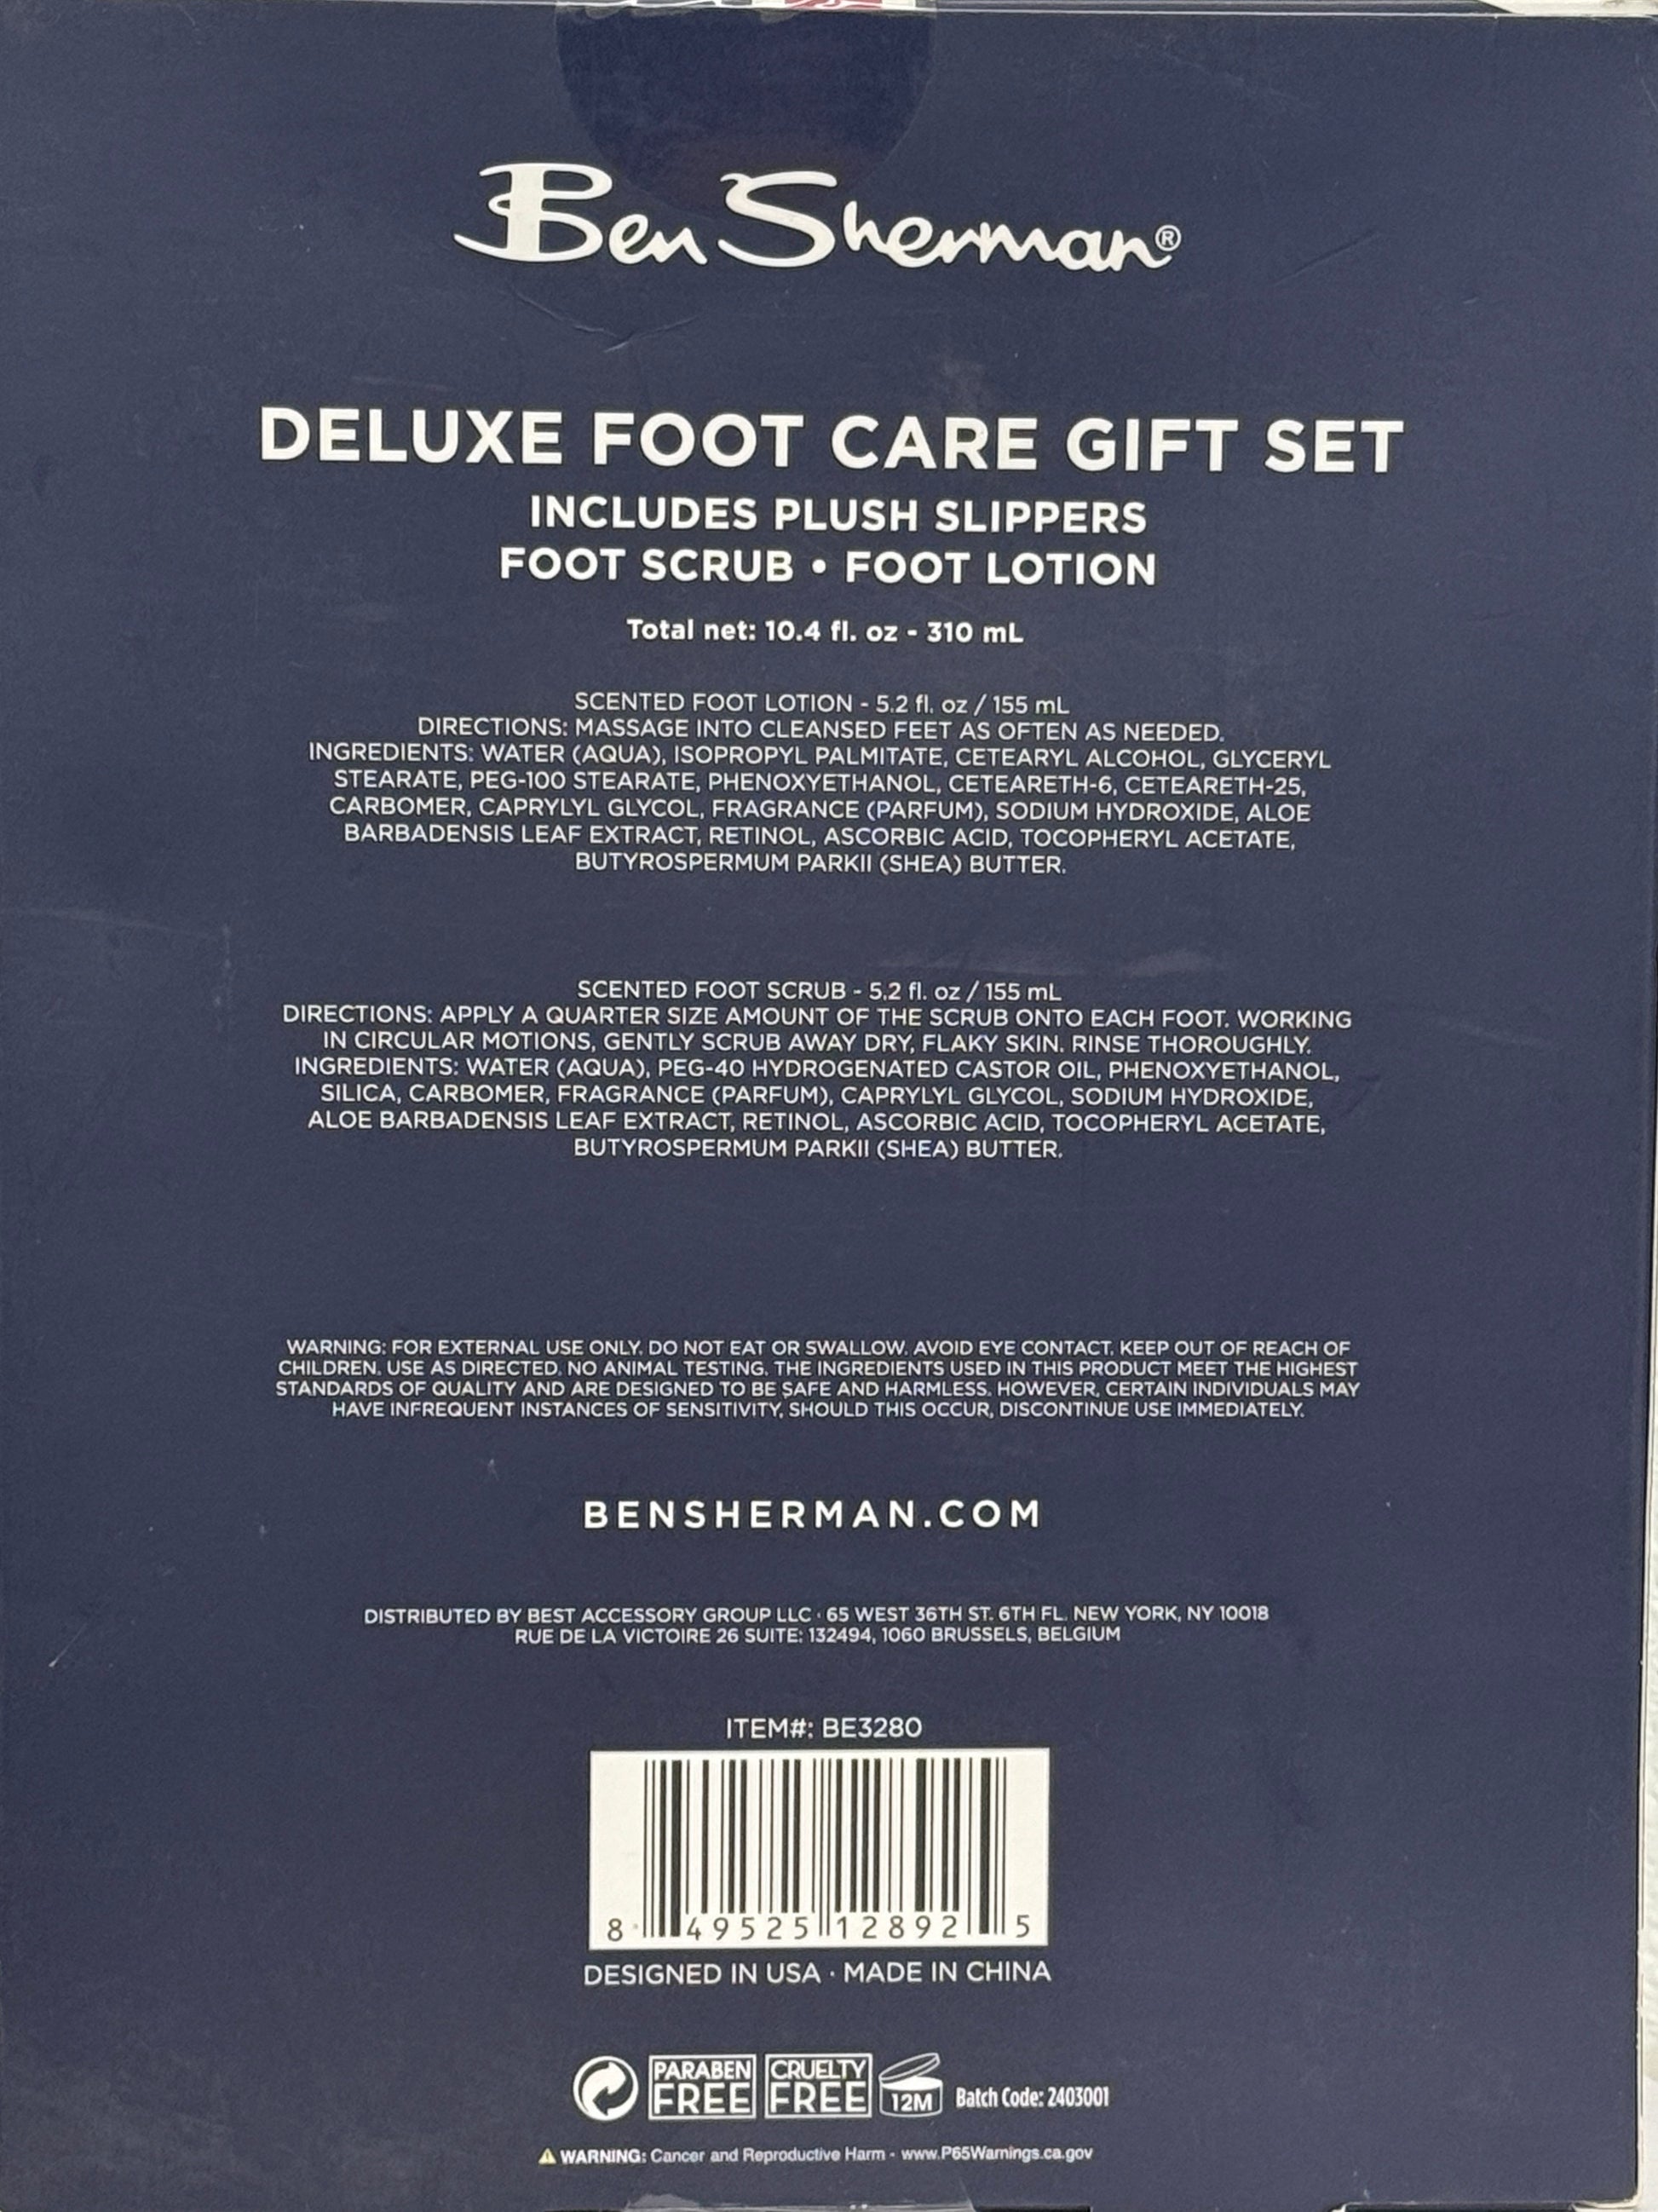 Ben Sherman®
DELUXE FOOT CARE GIFT SET
INCLUDES PLUSH SLIPPERS
FOOT SCRUB • FOOT LOTION
Total net: 10.4 fl. oz - 310 mL
SCENTED FOOT LOTION - 5.2 fl. oz / 155 mL
DIRECTIONS: MASSAGE INTO CLEANSED FEET AS OFTEN AS NEEDED.
INGREDIENTS: WATER (AQUA), ISOPROPYL PALMITATE, CETEARYL ALCOHOL, GLYCERYL
STEARATE, PEG-100 STEARATE, PHENOXYETHANOL, CETEARETH-6, CETEARETH-25,
CARBOMER, CAPRYLYL GLYCOL, FRAGRANCE (PARFUM), SODIUM HYDROXIDE, ALOE
BARBADENSIS LEAF EXTRACT, RETINOL, ASCORBIC ACID, TOCOPHERYL ACETATE,
BUTYROSPERMUM PARKII (SHEA) BUTTER.
SCENTED FOOT SCRUB - 5.2 fl. oz / 155 mL
DIRECTIONS: APPLY A QUARTER SIZE AMOUNT OF THE SCRUB ONTO EACH FOOT. WORKING
IN CIRCULAR MOTIONS, GENTLY SCRUB AWAY DRY, FLAKY SKIN. RINSE THOROUGHLY.
INGREDIENTS: WATER (AQUA), PEG-40 HYDROGENATED CASTOR OIL, PHENOXYETHANOL,
SILICA, CARBOMER, FRAGRANCE (PARFUM), CAPRYLYL GLYCOL, SODIUM HYDROXIDE,
ALOE BARBADENSIS LEAF EXTRACT, RETINOL, ASCORBIC ACID, TOCOPHERYL ACETATE,
BUTYROSPERMUM PARKII (SHEA) BUTTER.
WARNING: FOR EXTERNAL USE ONLY. DO NOT EAT OR SWALLOW. AVOID EYE CONTACT. KEEP OUT OF REACH OF
CHILDREN. USE AS DIRECTED. NO ANIMAL TESTING. THE INGREDIENTS USED IN THIS PRODUCT MEET THE HIGHEST
STANDARDS OF QUALITY AND ARE DESIGNED TO BE SAFE AND HARMLESS. HOWEVER, CERTAIN INDIVIDUALS MAY
HAVE INFREQUENT INSTANCES OF SENSITIVITY, SHOULD THIS OCCUR, DISCONTINUE USE IMMEDIATELY.
BENSHERMAN.COM
DISTRIBUTED BY BEST ACCESSORY GROUP LLC · 65 WEST 36TH ST. 6TH FL. NEW YORK, NY 10018
RUE DE LA VICTOIRE 26 SUITE: 132494, 1060 BRUSSELS, BELGIUM
ITEM#: BE3280
8 49525 12892 5
DESIGNED IN USA · MADE IN CHINA
PARABEN FREE CRUELTY FREE 12M Batch Code: 2403001
WARNING: Cancer and Reproductive Harm - www.P65Warnings.ca.gov